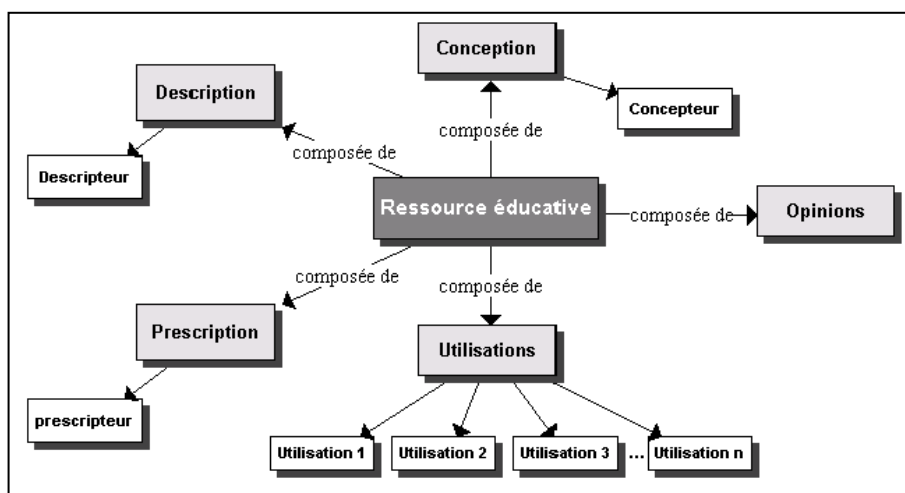 Conception
Description
Concepteur
composée de
composée de
Descripteur
Ressource éducative
composée de
Opinions
composée de
composée de
Prescription
Utilisations
prescripteur
Utilisation 1
Utilisation 2
Utilisation 3
...
Utilisation n